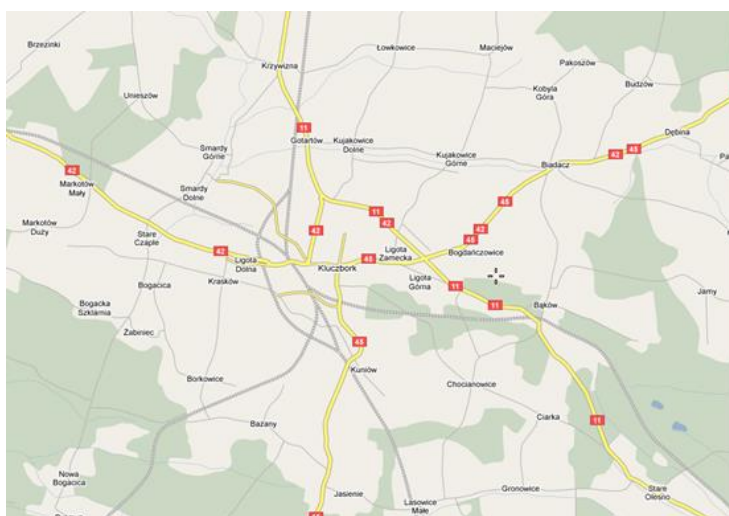 Brzezinki
Krzywizna
Łowkowice
Maciejów
Pakoszów
Kobyla
Góra
Budzów
Unieszów
11
Gotartów
Kujakowice
Dolne
Dębina
Smardy
Górne
Kujakowice
Górne
42
45
Biadacz
42
Markotów
Mały
Smardy
Dolne
45
11
42
Markotów
Duży
Stare
Czaple
42
42
45
42
Ligota
Dolna
Kluczbork
45
Ligota
Zamecka
Bogdańczowice
Bogacica
Krasków
Ligota
Górna
11
Jamy
Bogacka
Szklarnia
11
Bąków
Żabiniec
45
Kuniów
Borkowice
Chocianowice
Bażany
Ciarka
11
Nowa
Bogacica
Jasienie
Gronowice
Stare
Olesno
Lasowice
Małe